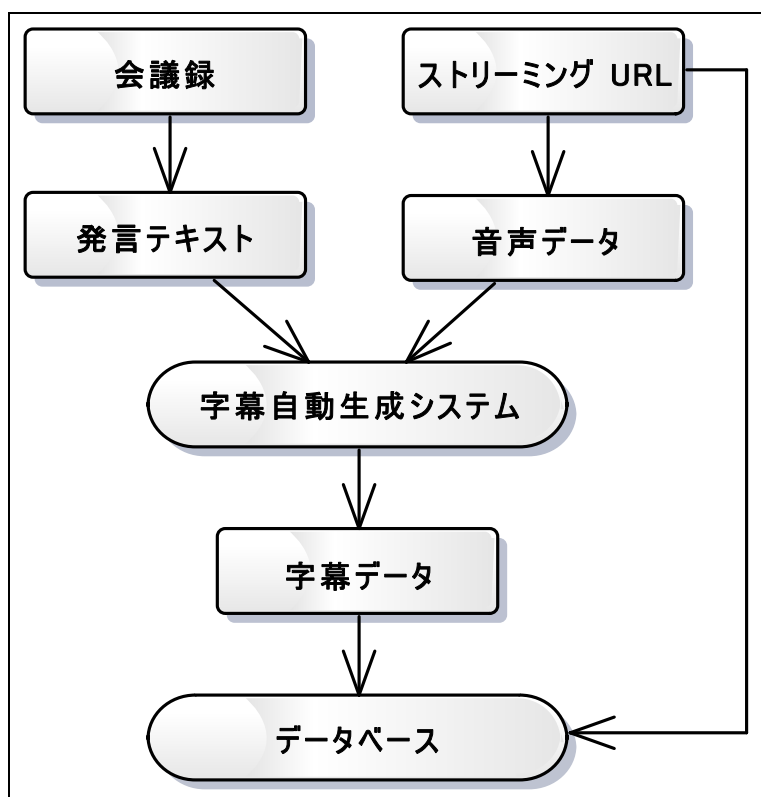 会議録
ストリーミング URL
発言テキスト
音声データ
字幕自動生成システム
字幕データ
データベース